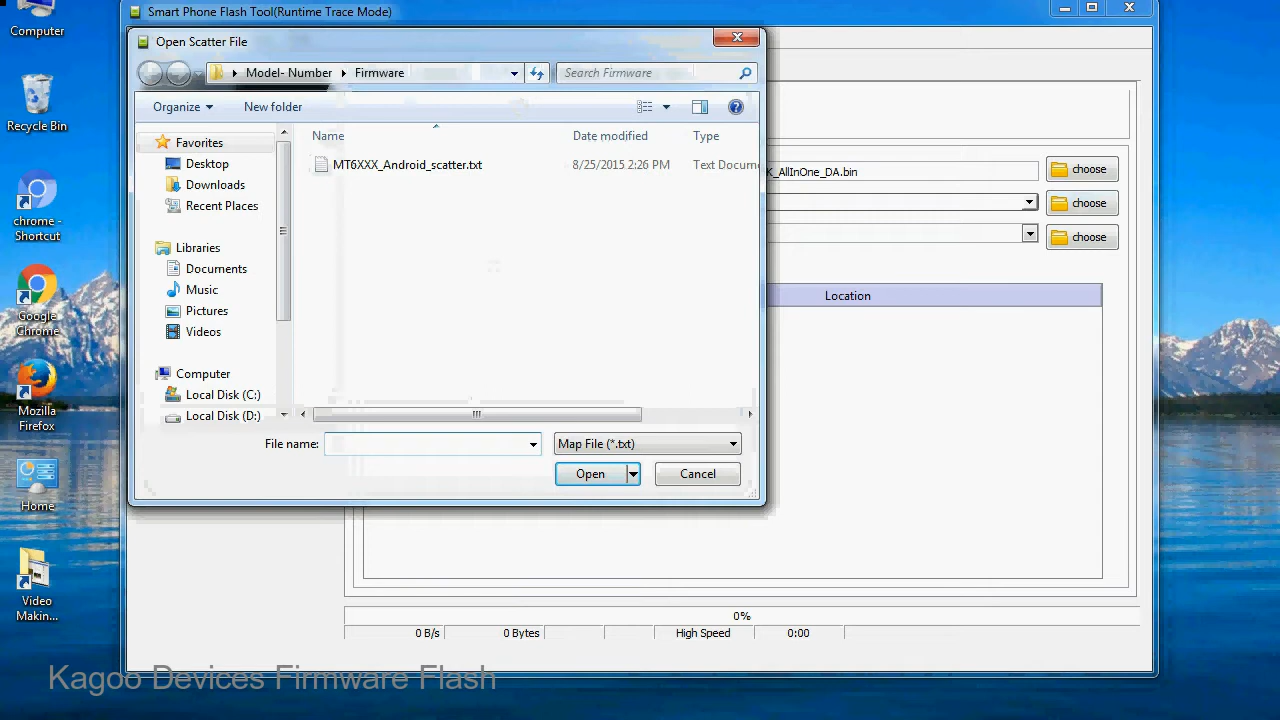 Computer
Recycle Bin
chrome -
Shortcut
Google
Chrome
Mozilla
Firefox
Home
Video
Makin...
Smart Phone Flash Tool(Runtime Trace Mode)
Open Scatter File
Model- Number
Firmware
Search Firmware
Organize
New folder
Favorites
Desktop
Downloads
Recent Places
Libraries
Documents
Music
Pictures
Videos
Computer
Local Disk (C:)
Local Disk (D:)
Name Date modified Type
MT6XXX_Android_scatter.txt 8/25/2015 2:26 PM Text Docum
File name:
Map File (*.txt)
Open
Cancel
K_AllInOne_DA.bin
choose
choose
choose
Location
0%
0 B/s 0 Bytes High Speed 0:00
Kagoo Devices Firmware Flash